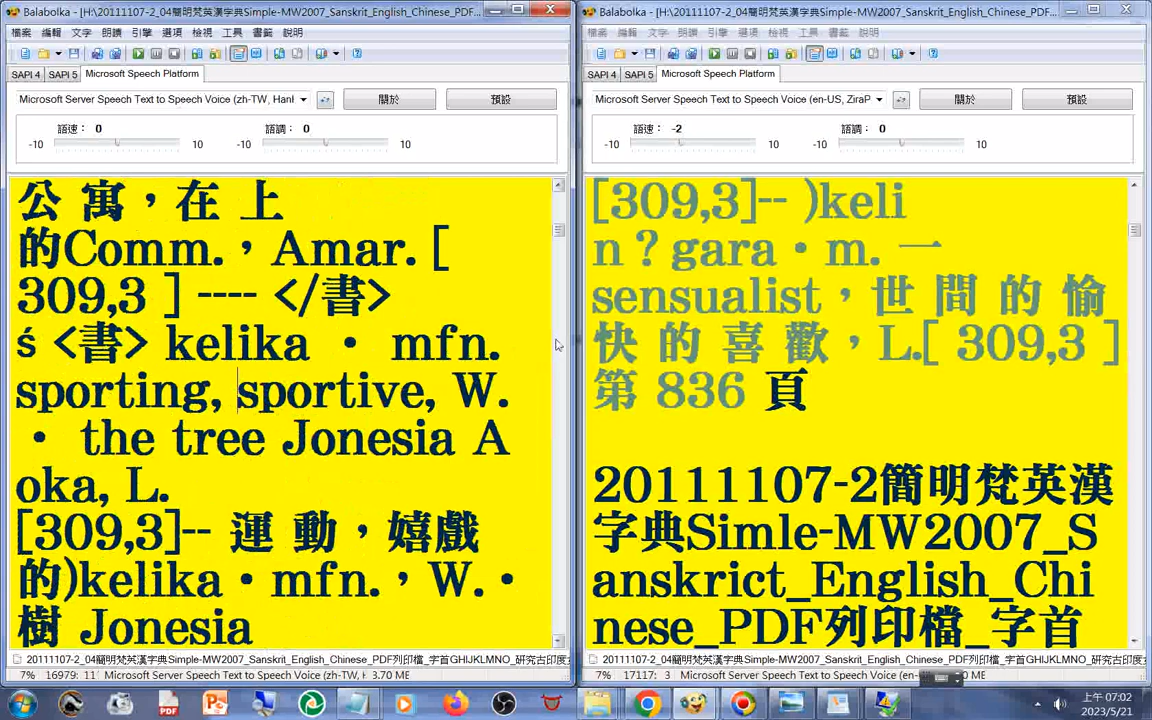 Balabolka - [H:\20111107-2_04簡明梵英漢字典Simple-MW2007_Sanskrit_English_Chinese_PDF...
檔案 編輯 文字 朗讀 引擎 選項 檢視 工具 書籤 說明
SAPI 4 SAPI 5 Microsoft Speech Platform
Microsoft Server Speech Text to Speech Voice (zh-TW, HanH
關於
預設
語速： 0
語調： 0
-10 10 -10 10
公 寓，在 上
的Comm.，Amar. [
309,3 ] ---- </書>
ś <書> kelika • mfn.
sporting, sportive, W.
• the tree Jonesia A
oka, L.
[309,3]-- 運 動，嬉戲
的)kelika • mfn.，W. •
樹 Jonesia
20111107-2_04簡明梵英漢字典Simple-MW2007_Sanskrit_English_Chinese_PDF列印檔_字首GHIJKLMNO_研究古印度
7% 16979: 11 Microsoft Server Speech Text to Speech Voice (zh-TW, H 3.70 MB
Balabolka - [H:\20111107-2_04簡明梵英漢字典Simple-MW2007_Sanskrit_English_Chinese_PDF...
檔案 編輯 文字 朗讀 引擎 選項 檢視 工具 書籤 說明
SAPI 4 SAPI 5 Microsoft Speech Platform
Microsoft Server Speech Text to Speech Voice (en-US, ZiraP
關於
預設
語速： -2
語調： 0
-10 10 -10 10
[309,3]-- )keli
n ? gara • m. 一
sensualist，世 間 的 愉
快 的 喜 歡，L.[ 309,3 ]
第 836 頁
20111107-2簡明梵英漢
字典Simle-MW2007_S
anskrict_English_Chi
nese_PDF列印檔_字首
20111107-2_04簡明梵英漢字典Simple-MW2007_Sanskrit_English_Chinese_PDF列印檔_字首GHIJKLMNO_研究古印度
7% 17117: 3 Microsoft Server Speech Text to Speech Voice (en-U
上午 07:02
2023/5/21